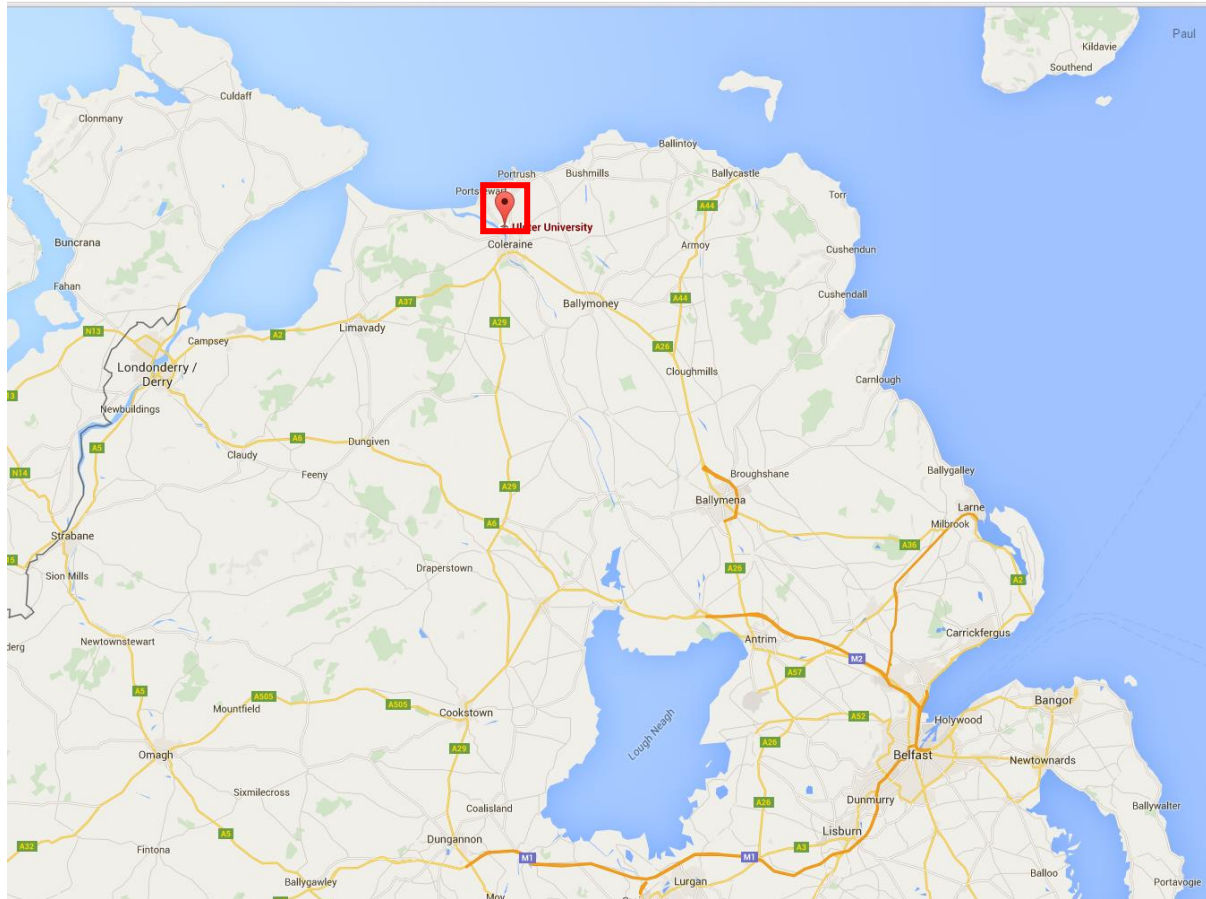 Paul
Kildavie
Southend
Culdaff
Clonmany
Ballintoy
Portrush
Bushmills
Ballycastle
Torr
A44
Ulster University
Buncrana
Coleraine
Armoy
Cushendun
Fahan
Cushendall
A37
A44
Ballymoney
A29
Limavady
N13
A2
Campsey
A26
Londonderry /
Derry
Cloughmills
Carnlough
13
Newbuildings
A6
Dungiven
A5
Claudy
N14
Feeny
Broughshane
Ballygalley
A29
Ballymena
Larne
Milbrook
A6
Strabane
A36
15
Draperstown
A26
Sion Mills
A2
Carrickfergus
Newtownstewart
Antrim
derg
M2
A57
A5
A505
A505
Mountfield
Cookstown
Bangor
A52
Holywood
Lough Neagh
A29
A26
Omagh
Belfast
Newtownards
Sixmilecross
Coalisland
A26
Dunmurry
Ballywalter
Lisburn
A5
Dungannon
A32
Fintona
A3
M1
M1
Balloo
Ballygawley
Lurgan
Portavogie
Moy